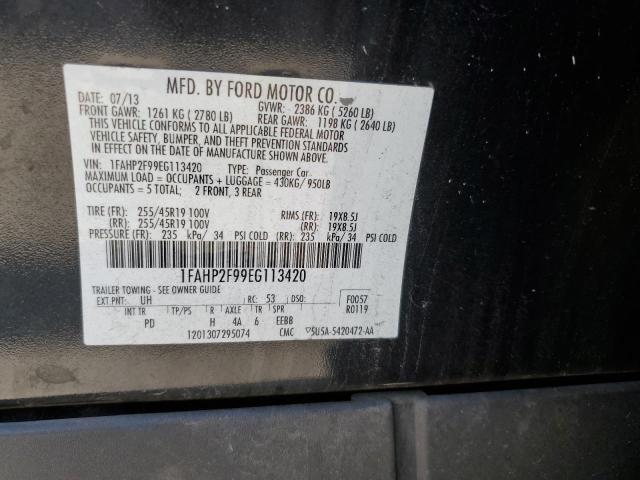 MFD. BY FORD MOTOR CO.
DATE: 07/13 GVWR: 2386 KG ( 5260 LB)
FRONT GAWR: 1261 KG ( 2780 LB) REAR GAWR: 1198 KG ( 2640 LB)
THIS VEHICLE CONFORMS TO ALL APPLICABLE FEDERAL MOTOR
VEHICLE SAFETY, BUMPER, AND THEFT PREVENTION STANDARDS
IN EFFECT ON THE DATE OF MANUFACTURE SHOWN ABOVE.
VIN: 1FAHP2F99EG113420 TYPE: Passenger Car
MAXIMUM LOAD = OCCUPANTS + LUGGAGE = 430KG/ 950LB
OCCUPANTS = 5 TOTAL: 2 FRONT, 3 REAR
TIRE (FR): 255/45R19 100V RIMS (FR): 19X8.5J
(RR): 255/45R19 100V (RR): 19X8.5J
PRESSURE (FR): 235 kPa/ 34 PSI COLD (RR): 235 kPa/ 34 PSI COLD
1FAHP2F99EG113420
TRAILER TOWING - SEE OWNER GUIDE
EXT PNT: UH RC: 53 DSO: F0057
INT TR TP/PS R AXLE TR SPR R0119
PD H 4A 6 EEBB
1201307295074 CMC 5U5A-5420472-AA